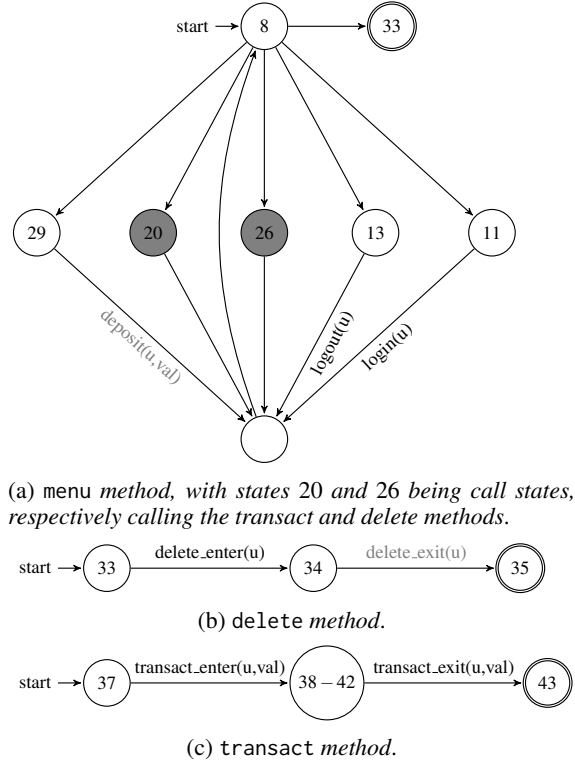 start 8 33
29 20 26 13 11
deposit(u,val) logout(u) login(u)
(a) menu method, with states 20 and 26 being call states,
respectively calling the transact and delete methods.
start 33 delete_enter(u) 34 delete_exit(u) 35
(b) delete method.
start 37 transact_enter(u,val) 38 – 42 transact_exit(u,val) 43
(c) transact method.